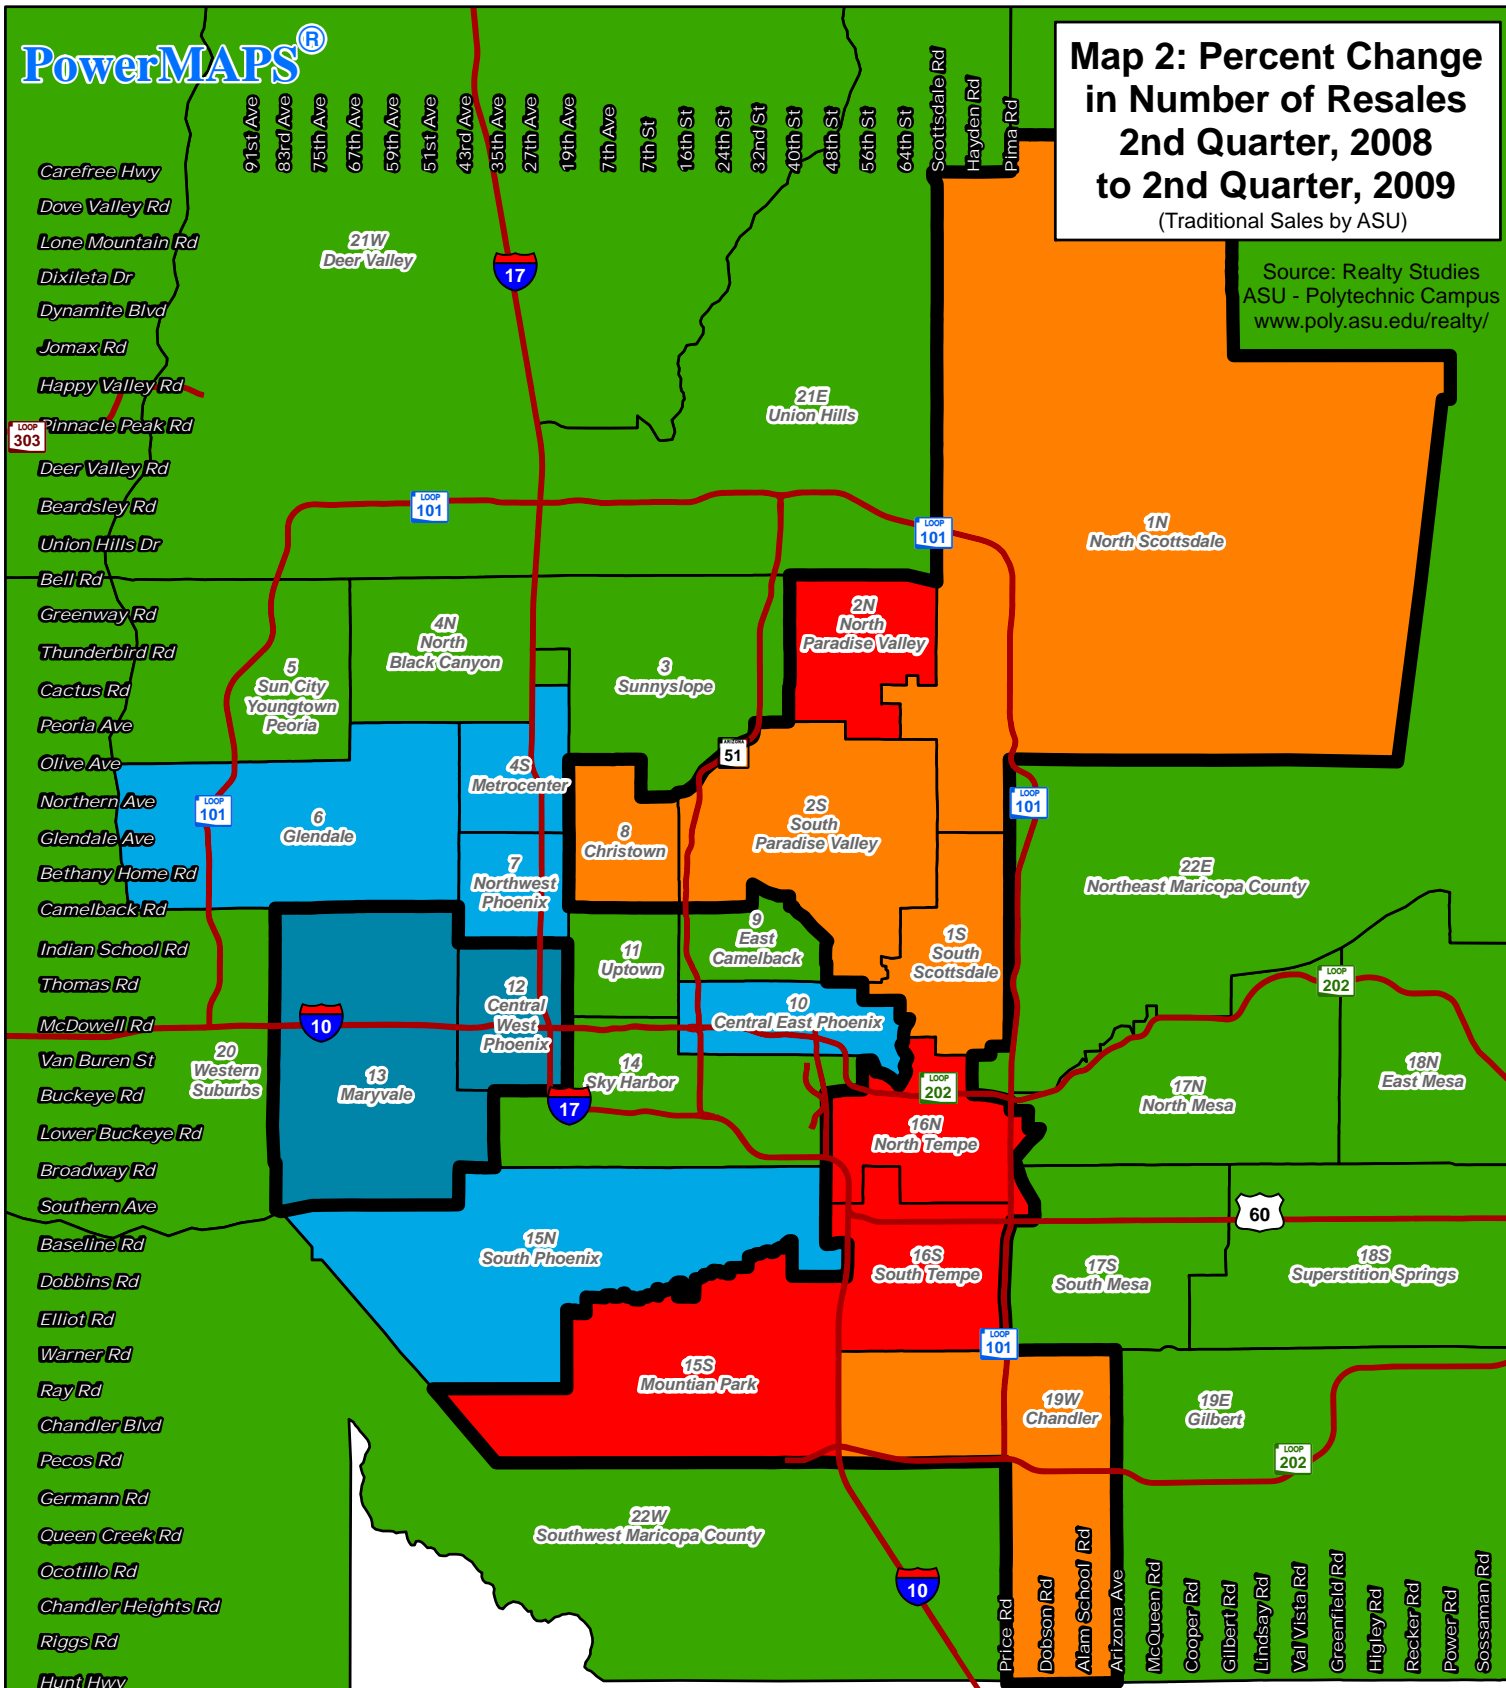 PowerMAPS®
Map 2: Percent Change
in Number of Resales
2nd Quarter, 2008
to 2nd Quarter, 2009
(Traditional Sales by ASU)
Source: Realty Studies
ASU - Polytechnic Campus
www.poly.asu.edu/realty/
91st Ave
83rd Ave
75th Ave
67th Ave
59th Ave
51st Ave
43rd Ave
35th Ave
27th Ave
19th Ave
7th Ave
7th St
16th St
24th St
32nd St
40th St
48th St
56th St
64th St
Scottsdale Rd
Hayden Rd
Pima Rd
Carefree Hwy
Dove Valley Rd
Lone Mountain Rd
Dixileta Dr
Dynamite Blvd
Jomax Rd
Happy Valley Rd
Pinnacle Peak Rd
Deer Valley Rd
Beardsley Rd
Union Hills Dr
Bell Rd
Greenway Rd
Thunderbird Rd
Cactus Rd
Peoria Ave
Olive Ave
Northern Ave
Glendale Ave
Bethany Home Rd
Camelback Rd
Indian School Rd
Thomas Rd
McDowell Rd
Van Buren St
Buckeye Rd
Lower Buckeye Rd
Broadway Rd
Southern Ave
Baseline Rd
Dobbins Rd
Elliot Rd
Warner Rd
Ray Rd
Chandler Blvd
Pecos Rd
Germann Rd
Queen Creek Rd
Ocotillo Rd
Chandler Heights Rd
Riggs Rd
Hunt Hwy
21W
Deer Valley
17
21E
Union Hills
LOOP
303
LOOP
101
LOOP
101
1N
North Scottsdale
2N
North
Paradise Valley
4N
North
Black Canyon
5
Sun City
Youngtown
Peoria
3
Sunnyslope
ARIZONA
51
4S
Metrocenter
LOOP
101
6
Glendale
8
Christown
2S
South
Paradise Valley
LOOP
101
7
Northwest
Phoenix
22E
Northeast Maricopa County
9
East
Camelback
11
Uptown
1S
South
Scottsdale
LOOP
202
12
Central
West
Phoenix
10
Central East Phoenix
10
20
Western
Suburbs
13
Maryvale
14
Sky Harbor
17
LOOP
202
17N
North Mesa
18N
East Mesa
16N
North Tempe
60
15N
South Phoenix
16S
South Tempe
17S
South Mesa
18S
Superstition Springs
LOOP
101
15S
Mountian Park
19W
Chandler
19E
Gilbert
LOOP
202
22W
Southwest Maricopa County
10
Price Rd
Dobson Rd
Alam School Rd
Arizona Ave
McQueen Rd
Cooper Rd
Gilbert Rd
Lindsay Rd
Val Vista Rd
Greenfield Rd
Higley Rd
Recker Rd
Power Rd
Sossaman Rd